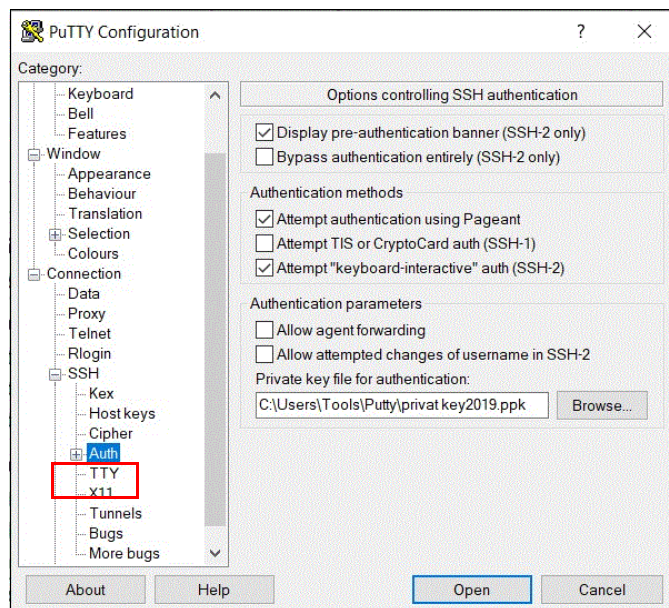 PuTTY Configuration
Category:
Keyboard
Bell
Features
Window
Appearance
Behaviour
Translation
Selection
Colours
Connection
Data
Proxy
Telnet
Rlogin
SSH
Kex
Host keys
Cipher
Auth
TTY
X11
Tunnels
Bugs
More bugs
Options controlling SSH authentication
Display pre-authentication banner (SSH-2 only)
Bypass authentication entirely (SSH-2 only)
Authentication methods
Attempt authentication using Pageant
Attempt TIS or CryptoCard auth (SSH-1)
Attempt "keyboard-interactive" auth (SSH-2)
Authentication parameters
Allow agent forwarding
Allow attempted changes of username in SSH-2
Private key file for authentication:
C:\Users\Tools\Putty\privat key2019.ppk
Browse...
About
Help
Open
Cancel